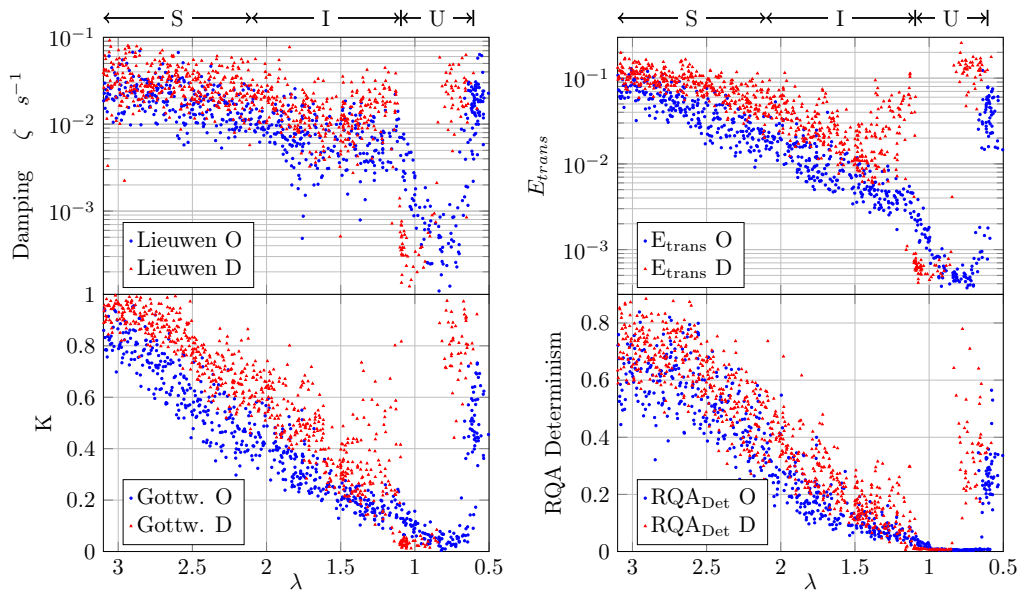 S I U
S I U
10⁻¹
10⁻²
10⁻³
Damping ζ s⁻¹
Lieuwen O
Lieuwen D
10⁻¹
10⁻²
10⁻³
E_trans
E_trans O
E_trans D
1
0.8
0.6
0.4
0.2
0
K
Gottw. O
Gottw. D
3 2.5 2 1.5 1 0.5
λ
0.8
0.6
0.4
0.2
0
RQA Determinism
RQA_Det O
RQA_Det D
3 2.5 2 1.5 1 0.5
λ